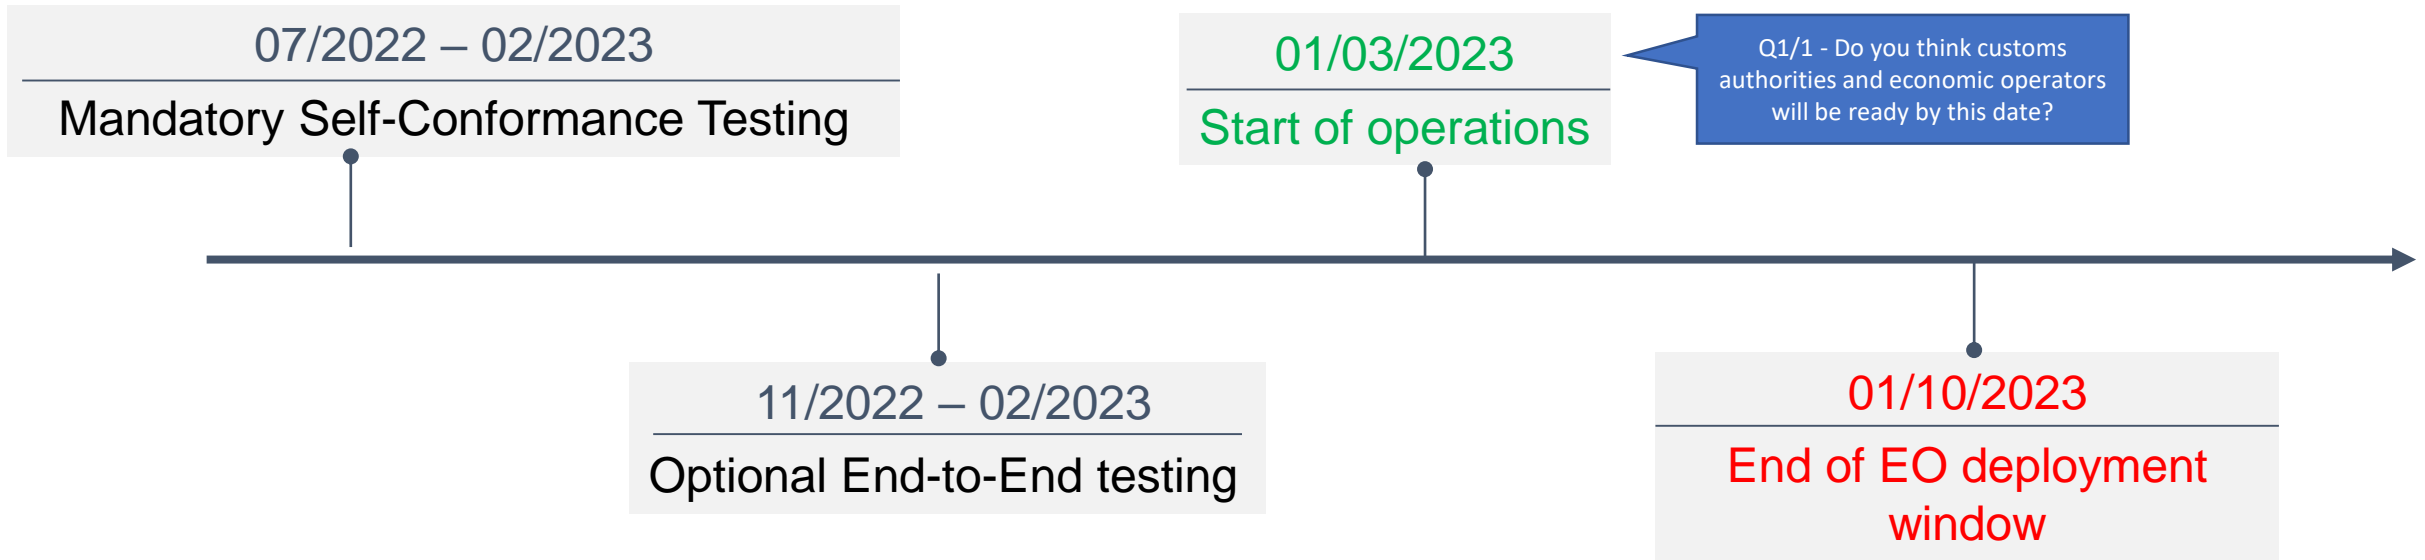 07/2022 – 02/2023
Mandatory Self-Conformance Testing
01/03/2023
Start of operations
Q1/1 - Do you think customs
authorities and economic operators
will be ready by this date?
11/2022 – 02/2023
Optional End-to-End testing
01/10/2023
End of EO deployment
window